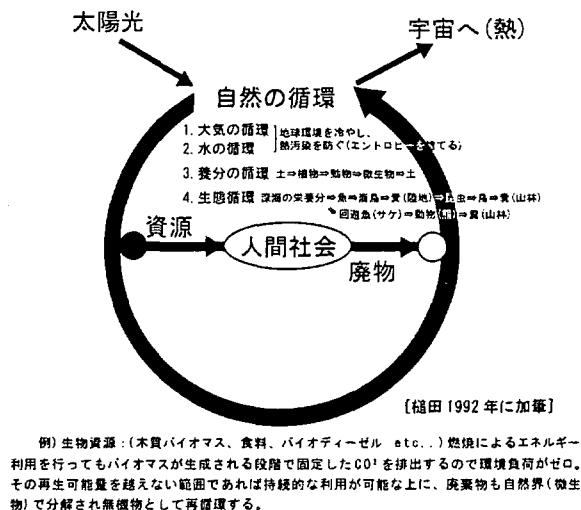 太陽光
宇宙へ(熱)
自然の循環
1. 大気の循環
2. 水の循環
地球環境を冷やし、
熱汚染を防ぐ(エントロピーを捨てる)
3. 養分の循環 土⇒植物⇒動物⇒微生物⇒土
4. 生態循環 深海の栄養分⇒魚⇒海鳥⇒糞(陸地)⇒ 虫⇒鳥⇒糞(山林)
回遊魚(サケ)⇒動物( )⇒糞(山林)
資源
人間社会
廃物
[槌田 1992 年に加筆]
例) 生物資源:(木質バイオマス、食料、バイオディーゼル etc..) 燃焼によるエネルギー
利用を行ってもバイオマスが生成される段階で固定したCO²を排出するので環境負荷がゼロ。
その再生可能量を越えない範囲であれば持続的な利用が可能な上に、廃棄物も自然界(微生
物)で分解され無機物として再循環する。